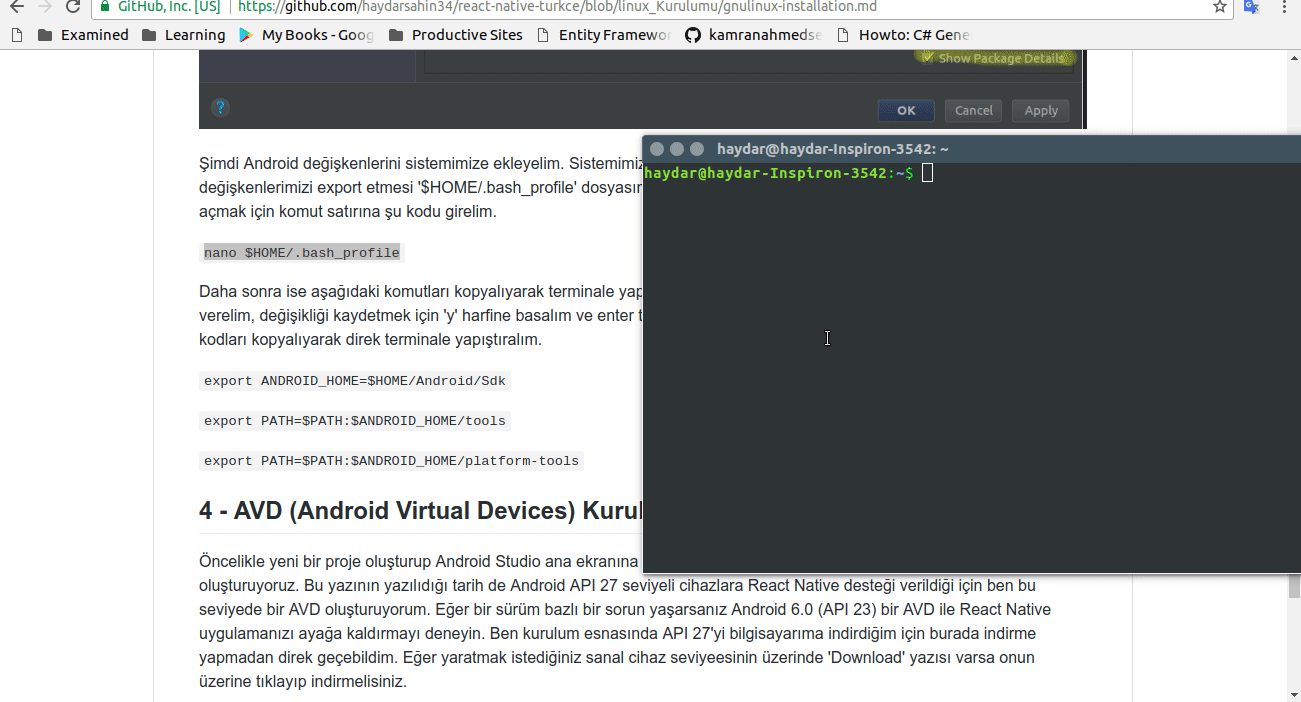 GitHub, Inc. [US] https://github.com/haydarsahin34/react-native-turkce/blob/linux_Kurulumu/gnulinux-installation.md
Examined Learning My Books - Goog Productive Sites Entity Framewor kamranahmedse Howto: C# Gene
Show Package Details
? OK Cancel Apply
Şimdi Android değişkenlerini sistemimize ekleyelim. Sistemimiz
değişkenlerimizi export etmesi '$HOME/.bash_profile' dosyasın
açmak için komut satırına şu kodu girelim.
nano $HOME/.bash_profile
Daha sonra ise aşağıdaki komutları kopyalıyarak terminale yap
verelim, değişikliği kaydetmek için 'y' harfine basalım ve enter t
kodları kopyalıyarak direk terminale yapıştıralım.
export ANDROID_HOME=$HOME/Android/Sdk
export PATH=$PATH:$ANDROID_HOME/tools
export PATH=$PATH:$ANDROID_HOME/platform-tools
4 - AVD (Android Virtual Devices) Kurul
Öncelikle yeni bir proje oluşturup Android Studio ana ekranına
oluşturuyoruz. Bu yazının yazılıdığı tarih de Android API 27 seviyeli cihazlara React Native desteği verildiği için ben bu
seviyede bir AVD oluşturuyorum. Eğer bir sürüm bazlı bir sorun yaşarsanız Android 6.0 (API 23) bir AVD ile React Native
uygulamanızı ayağa kaldırmayı deneyin. Ben kurulum esnasında API 27'yi bilgisayarıma indirdiğim için burada indirme
yapmadan direk geçebildim. Eğer yaratmak istediğiniz sanal cihaz seviyeesinin üzerinde 'Download' yazısı varsa onun
üzerine tıklayıp indirmelisiniz.
haydar@haydar-Inspiron-3542: ~
haydar@haydar-Inspiron-3542:~$